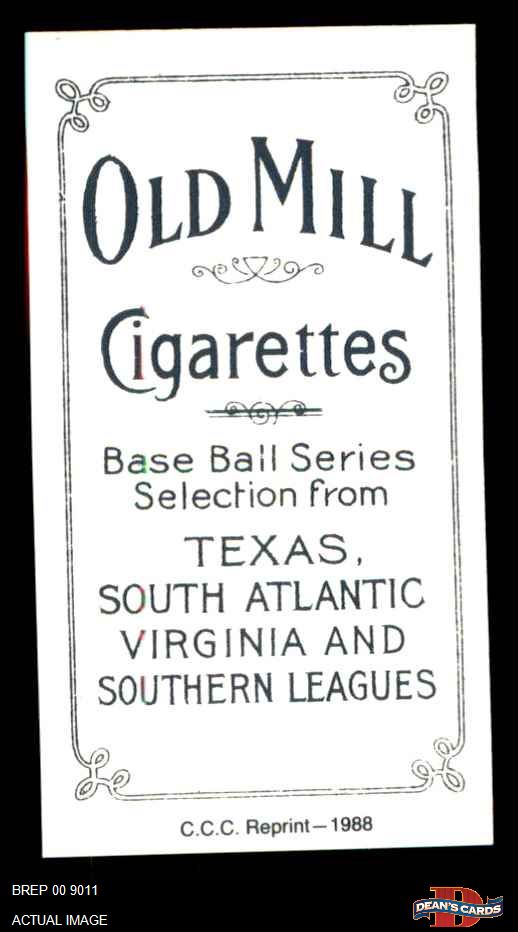 OLD MILL
Cigarettes
Base Ball Series
Selection from
TEXAS,
SOUTH ATLANTIC
VIRGINIA AND
SOUTHERN LEAGUES
C.C.C. Reprint—1988
BREP 00 9011
ACTUAL IMAGE
D
DEAN'S CARDS